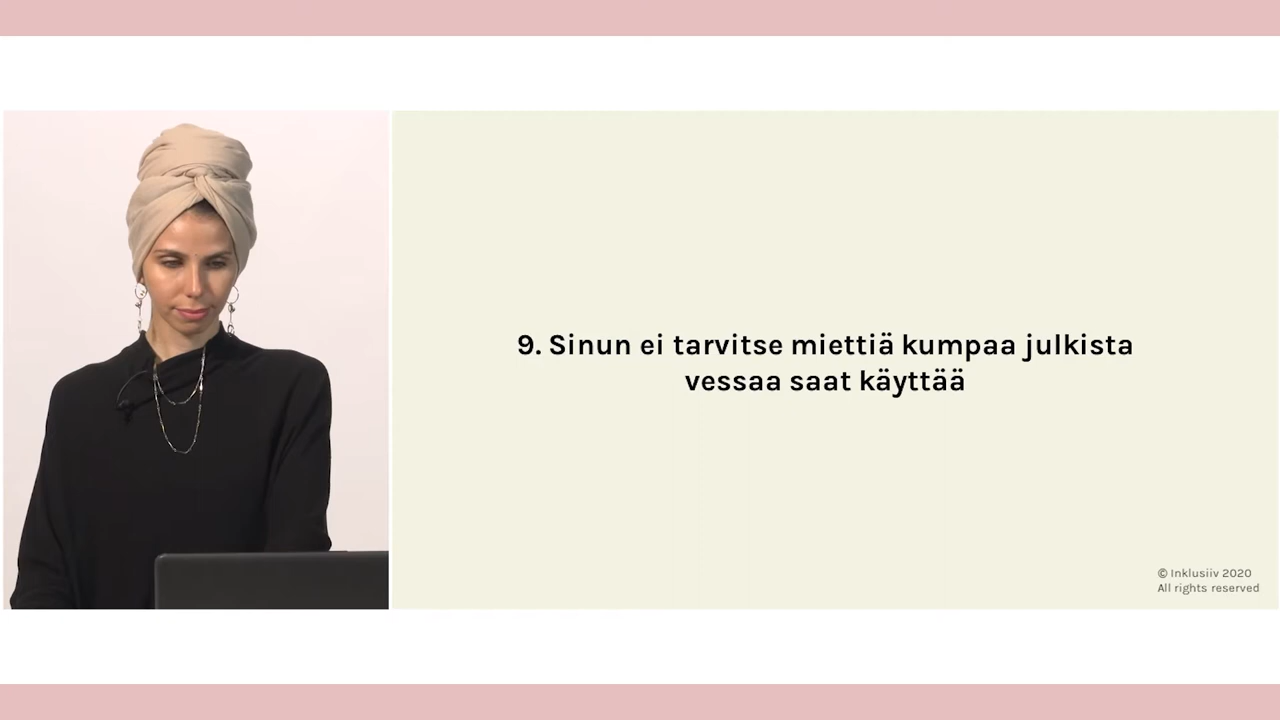 9. Sinun ei tarvitse miettiä kumpaa julkista
vessaa saat käyttää
© Inklusiiv 2020
All rights reserved